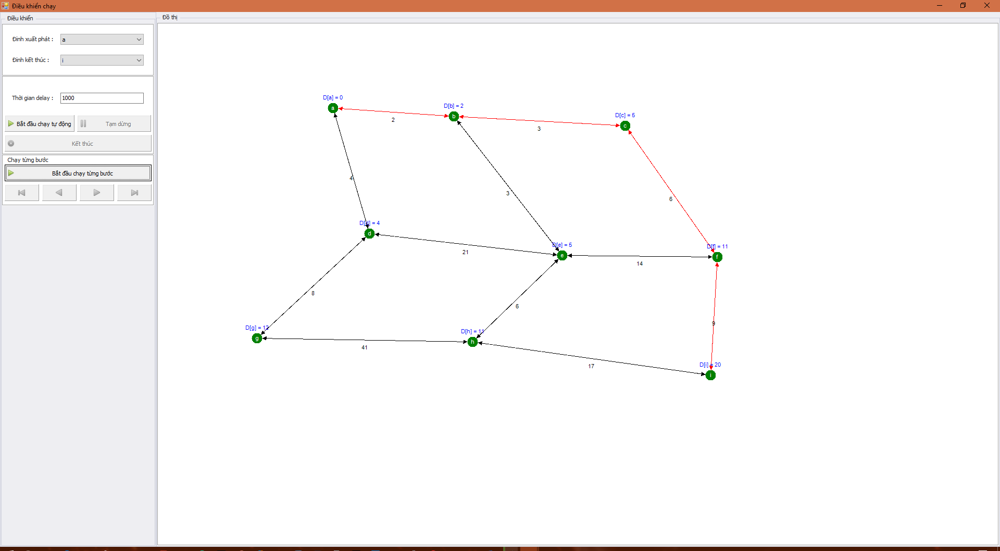 Điều khiển chạy
Điều khiển
Đỉnh xuất phát :
a
Đỉnh kết thúc :
i
Thời gian delay :
1000
Bắt đầu chạy tự động
Tạm dừng
Kết thúc
Chạy từng bước
Bắt đầu chạy từng bước
Đồ thị
D[a] = 0
a
D[b] = 2
b
2
D[c] = 5
c
3
4
3
6
D[d] = 4
d
D[e] = 5
e
D[f] = 11
f
21
14
8
6
D[g] = 12
g
D[h] = 11
h
9
41
17
D[i] = 20
i